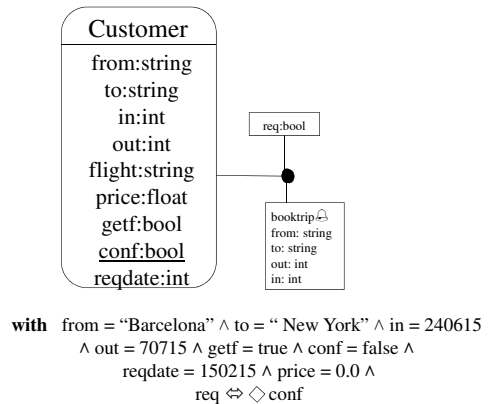 Customer
from:string
to:string
in:int
out:int
flight:string
price:float
getf:bool
conf:bool
reqdate:int
req:bool
booktrip
from: string
to: string
out: int
in: int
with from = “Barcelona” ∧ to = “ New York” ∧ in = 240615
∧ out = 70715 ∧ getf = true ∧ conf = false ∧
reqdate = 150215 ∧ price = 0.0 ∧
req ⇔ ◇ conf